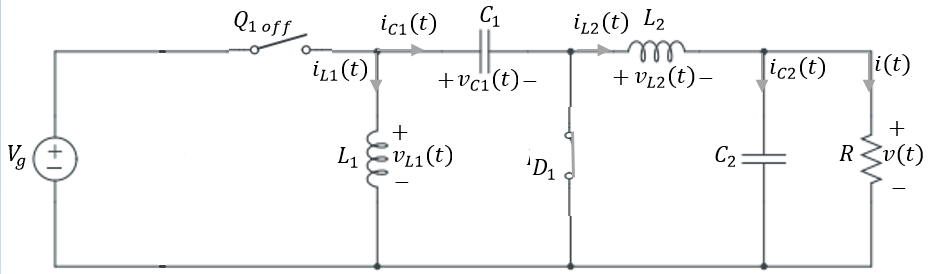 Q1 off
iC1(t)
C1
iL2(t)
L2
iL1(t)
+ vC1(t) −
+ vL2(t) −
iC2(t)
i(t)
Vg
+
−
L1
+
vL1(t)
−
D1
C2
R
+
v(t)
−